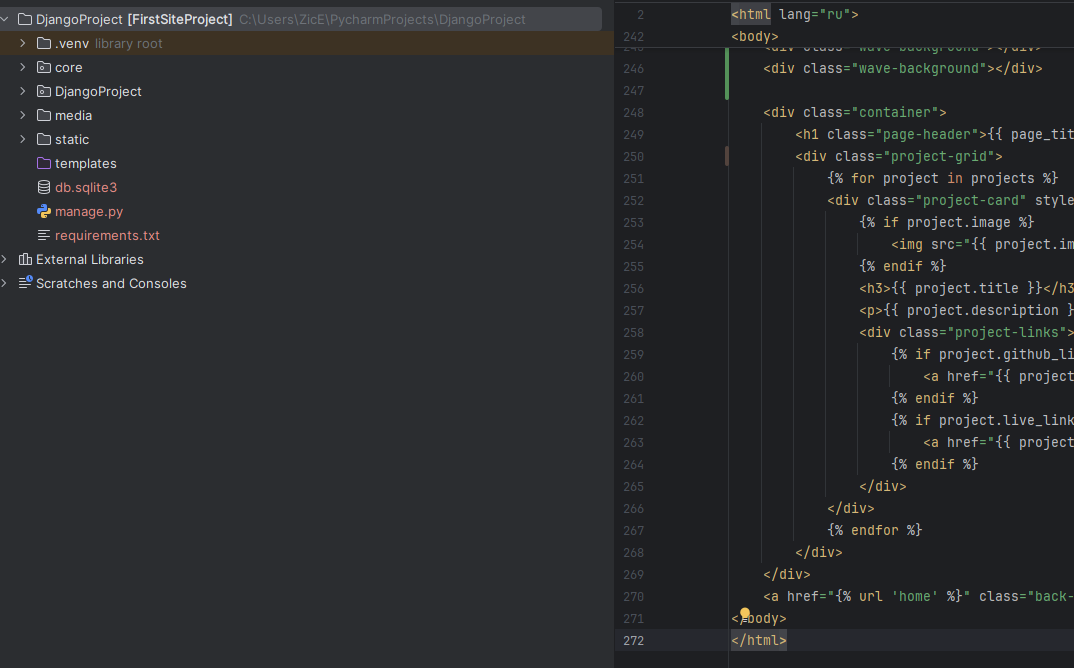 DjangoProject [FirstSiteProject] C:\Users\ZicE\PycharmProjects\DjangoProject
.venv library root
core
DjangoProject
media
static
templates
db.sqlite3
manage.py
requirements.txt
External Libraries
Scratches and Consoles
2 <html lang="ru">
242 <body>
246 <div class="wave-background"></div>
247
248 <div class="container">
249 <h1 class="page-header">{{ page_tit
250 <div class="project-grid">
251 {% for project in projects %}
252 <div class="project-card" style
253 {% if project.image %}
254 <img src="{{ project.im
255 {% endif %}
256 <h3>{{ project.title }}</h3
257 <p>{{ project.description }
258 <div class="project-links">
259 {% if project.github_li
260 <a href="{{ project
261 {% endif %}
262 {% if project.live_link
263 <a href="{{ project
264 {% endif %}
265 </div>
266 </div>
267 {% endfor %}
268 </div>
269 </div>
270 <a href="{% url 'home' %}" class="back-
271 </body>
272 </html>